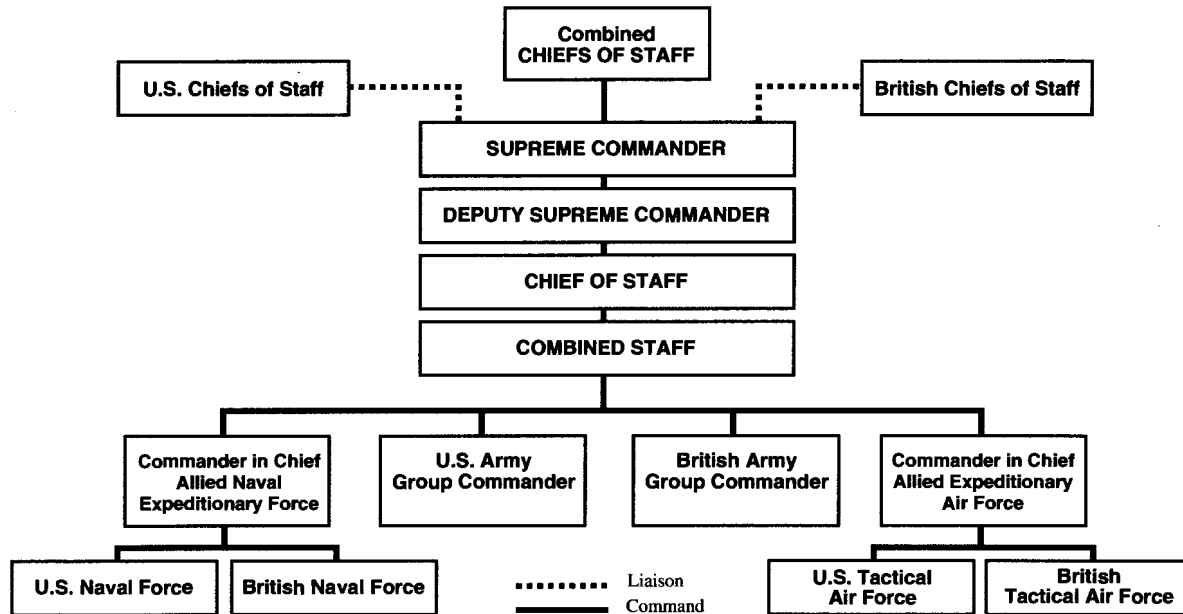 Combined
CHIEFS OF STAFF
U.S. Chiefs of Staff
British Chiefs of Staff
SUPREME COMMANDER
DEPUTY SUPREME COMMANDER
CHIEF OF STAFF
COMBINED STAFF
Commander in Chief
Allied Naval
Expeditionary Force
U.S. Army
Group Commander
British Army
Group Commander
Commander in Chief
Allied Expeditionary
Air Force
U.S. Naval Force
British Naval Force
Liaison
Command
U.S. Tactical
Air Force
British
Tactical Air Force